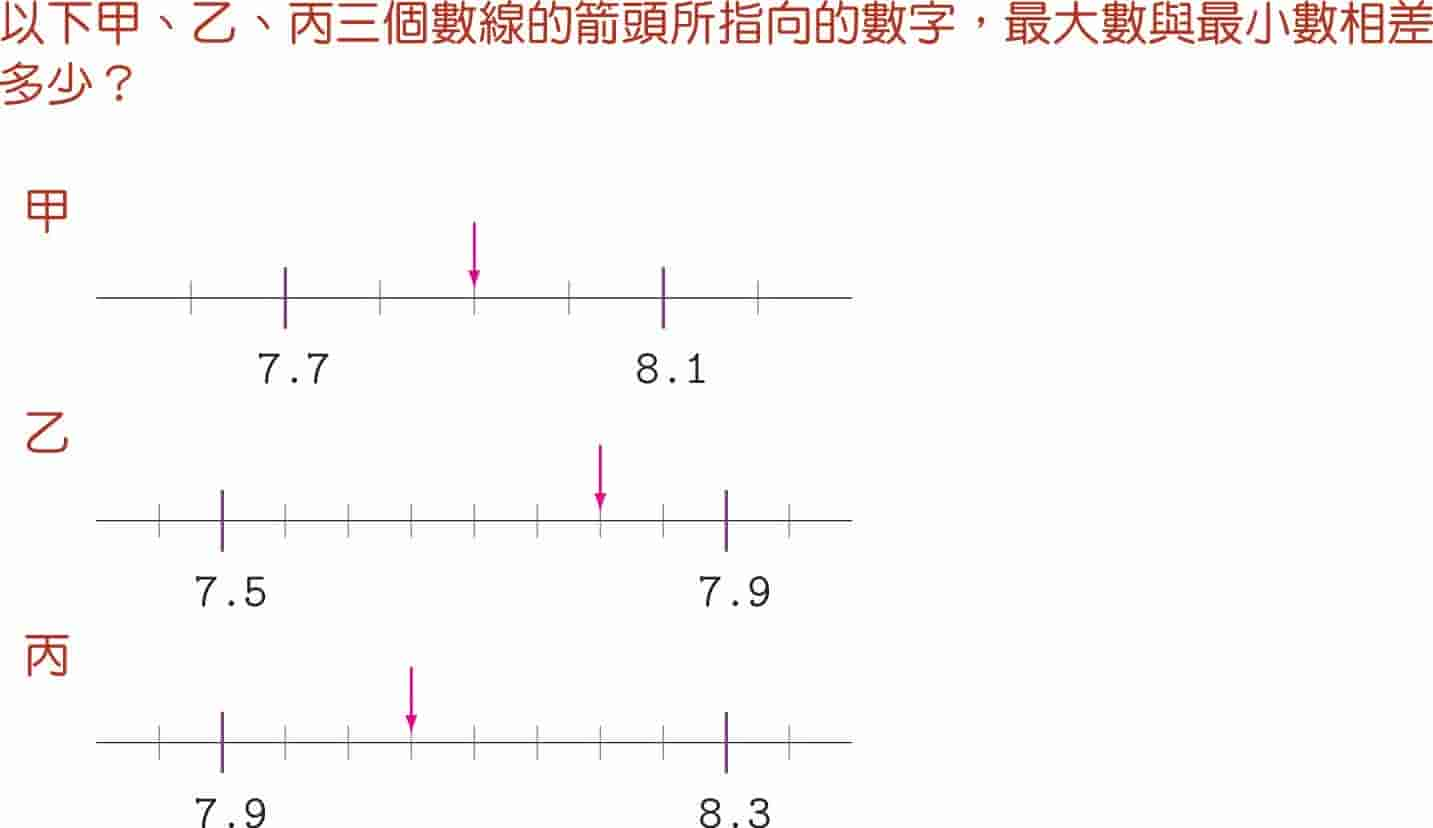 以下甲、乙、丙三個數線的箭頭所指向的數字，最大數與最小數相差
多少？
甲
7.7 8.1
乙
7.5 7.9
丙
7.9 8.3